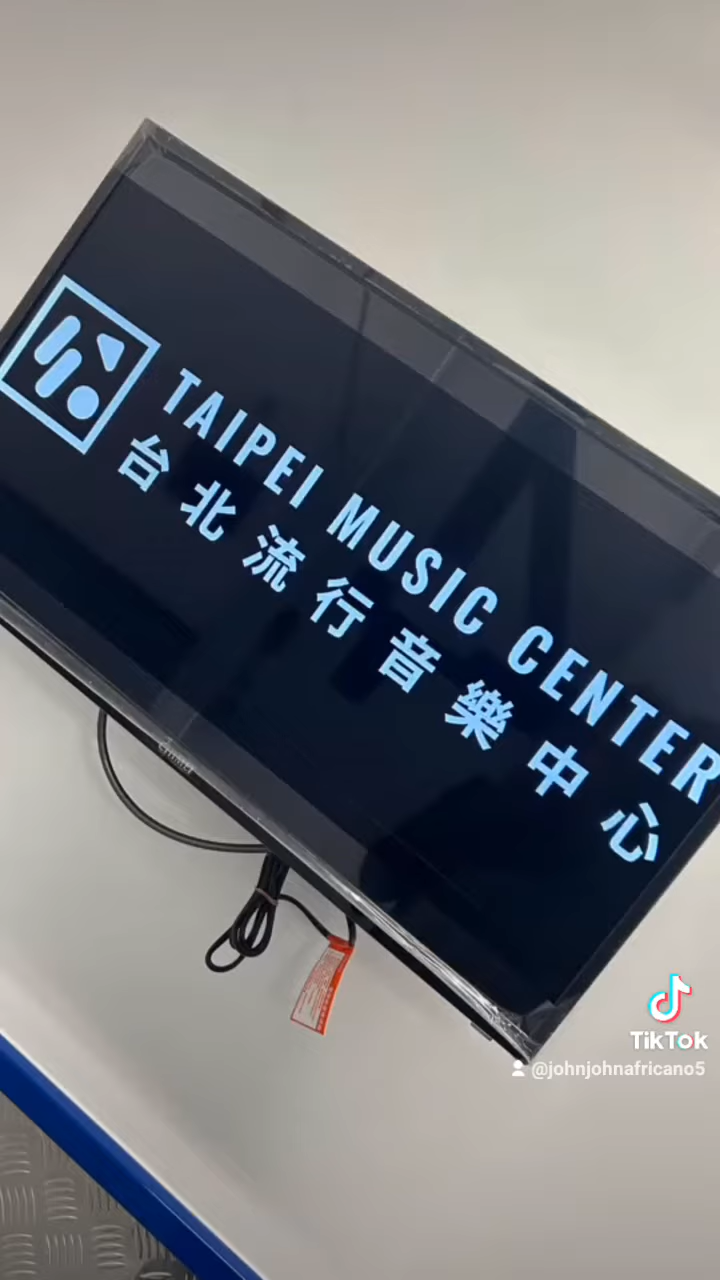 TAIPEI MUSIC CENTER
台北流行音樂中心
TikTok
@johnjohnafricano5